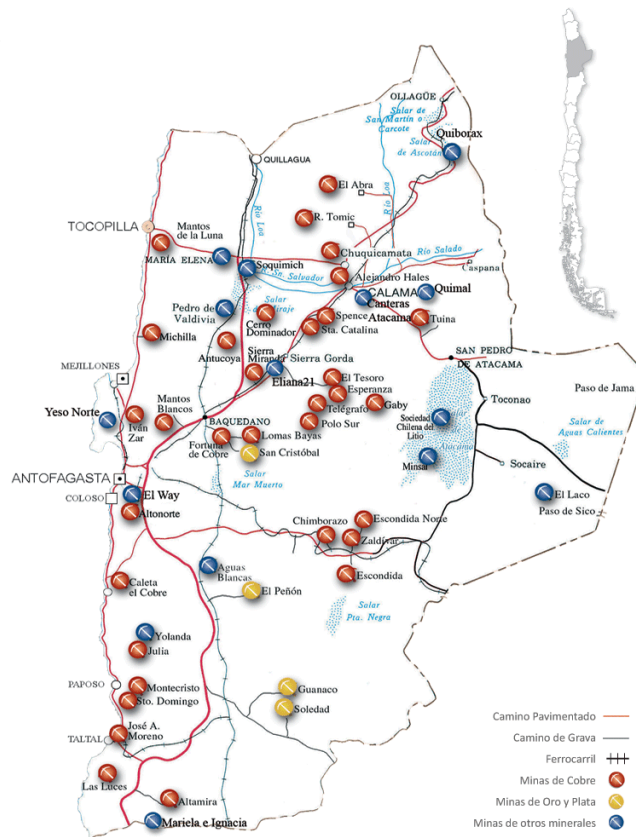 OLLAGÜE
Salar de
San Martín o
Carcote
Quiborax
Salar
de Ascotán
QUILLAGUA
El Abra
Río Loa
Río Loa
R. Tomic
TOCOPILLA
Mantos
de la Luna
MARÍA ELENA
Soquimich
R. Sn. Salvador
Chuquicamata
Río Salado
Alejandro Hales
Caspana
CALAMA
Canteras
Quimal
Pedro de
Valdivia
Salar
Cerro
Dominador
Spence
Sta. Catalina
Atacama
Tuina
Michilla
Antucoya
Sierra
Miranda
Sierra Gorda
Eliana21
SAN PEDRO
DE ATACAMA
MEJILLONES
El Tesoro
Esperanza
Telégrafo
Gaby
Polo Sur
Toconao
Paso de Jama
Yeso Norte
Iván
Zar
Mantos
Blancos
BAQUEDANO
Fortuna
de Cobre
Lomas Bayas
San Cristóbal
Sociedad
Chilena del
Litio
Atacama
Minsal
Salar de
Aguas Calientes
Socaire
Salar
Mar Muerto
ANTOFAGASTA
COLOSO
El Way
Altonorte
El Laco
Paso de Sico
Chimborazo
Escondida Norte
Zaldívar
Escondida
Aguas
Blancas
El Peñón
Caleta
el Cobre
Salar
Pta. Negra
Yolanda
Julia
PAPOSO
Montecristo
Sto. Domingo
Guanaco
Soledad
José A.
Moreno
TALTAL
Las Luces
Altamira
Mariela e Ignacia
Camino Pavimentado
Camino de Grava
Ferrocarril
Minas de Cobre
Minas de Oro y Plata
Minas de otros minerales